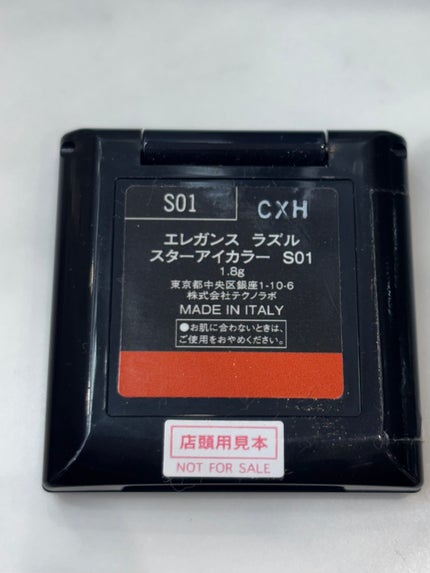 S01 CXH
エレガンス ラズル
スターアイカラー S01
1.8g
東京都中央区銀座1-10-6
株式会社テクノラボ
MADE IN ITALY
●お肌に合わないときは、
ご使用をおやめください。
店頭用見本
NOT FOR SALE